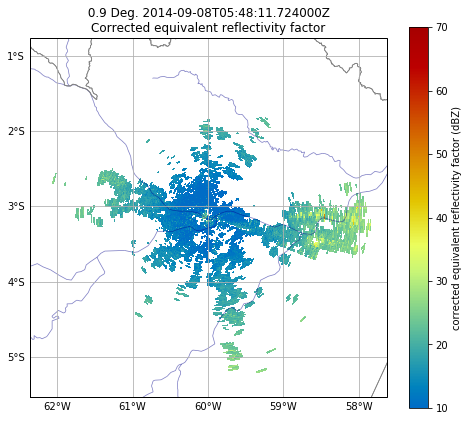 0.9 Deg. 2014-09-08T05:48:11.724000Z
Corrected equivalent reflectivity factor
1°S
2°S
3°S
4°S
5°S
62°W
61°W
60°W
59°W
58°W
70
60
50
40
30
20
10
corrected equivalent reflectivity factor (dBZ)